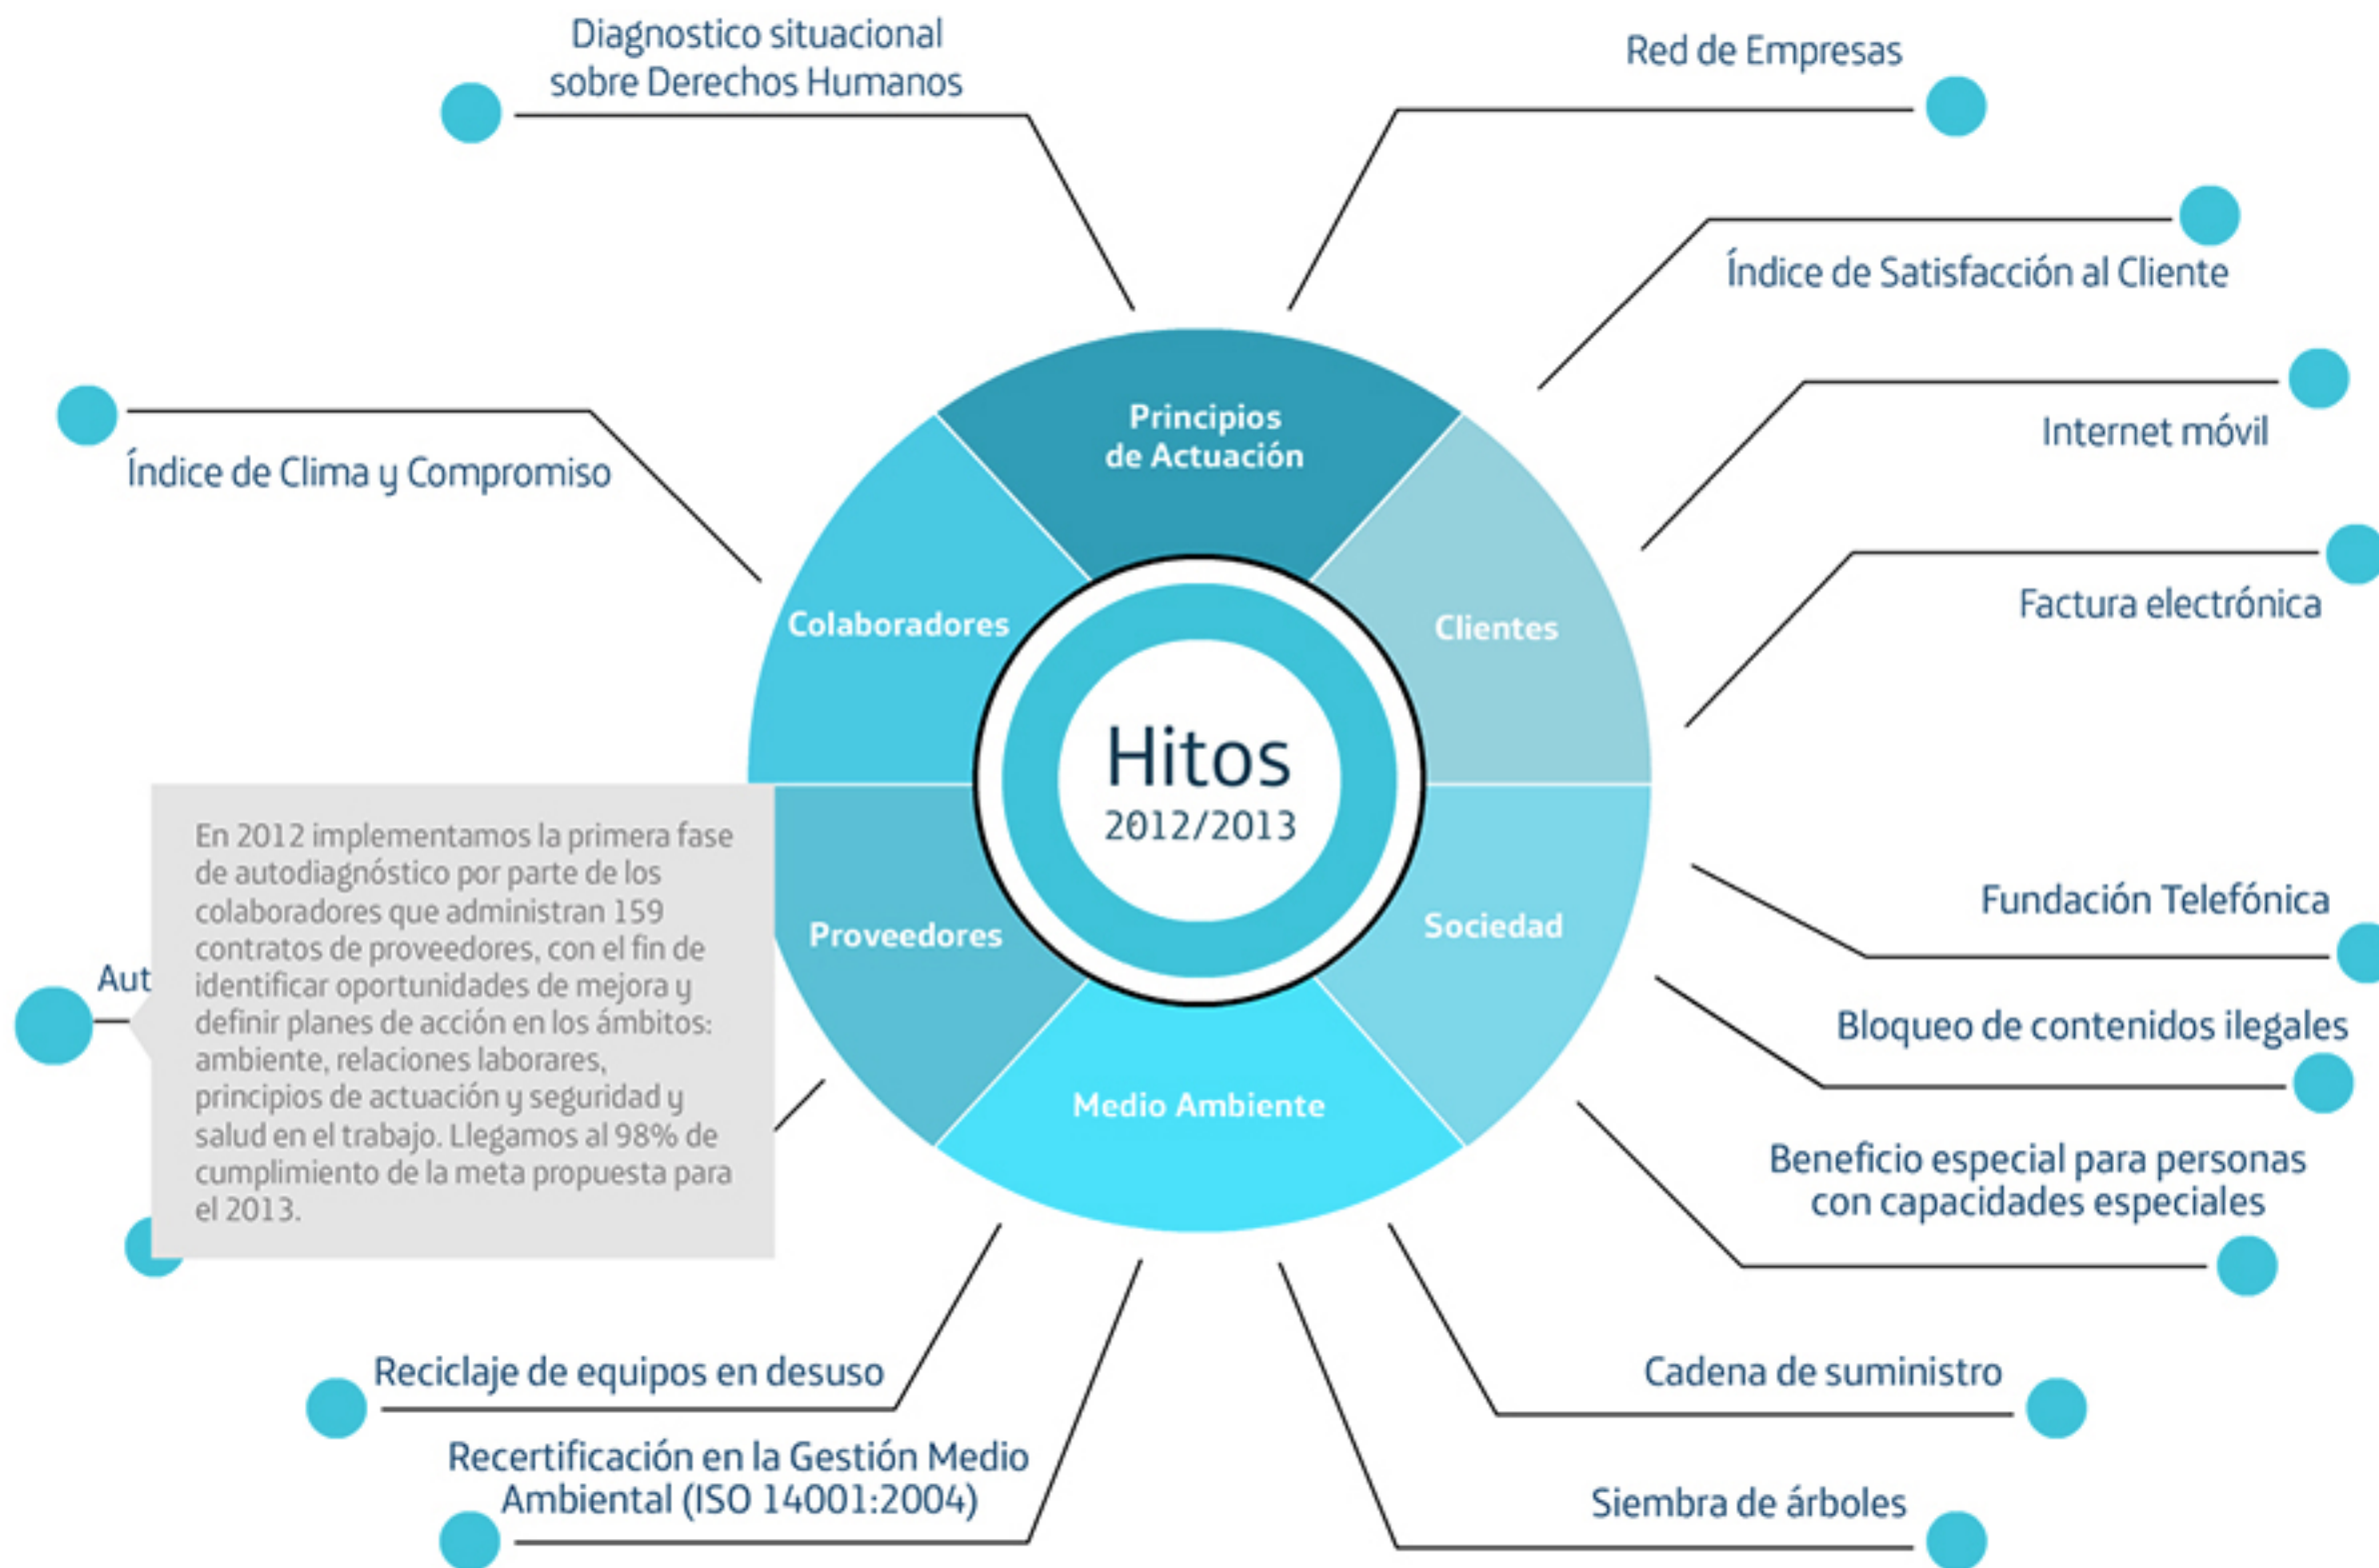 Diagnostico situacional
sobre Derechos Humanos
Red de Empresas
Índice de Satisfacción al Cliente
Internet móvil
Factura electrónica
Índice de Clima y Compromiso
Principios
de Actuación
Colaboradores
Clientes
Hitos
2012/2013
Proveedores
Sociedad
Medio Ambiente
Aut
En 2012 implementamos la primera fase
de autodiagnóstico por parte de los
colaboradores que administran 159
contratos de proveedores, con el fin de
identificar oportunidades de mejora y
definir planes de acción en los ámbitos:
ambiente, relaciones laborares,
principios de actuación y seguridad y
salud en el trabajo. Llegamos al 98% de
cumplimiento de la meta propuesta para
el 2013.
Fundación Telefónica
Bloqueo de contenidos ilegales
Beneficio especial para personas
con capacidades especiales
Reciclaje de equipos en desuso
Recertificación en la Gestión Medio
Ambiental (ISO 14001:2004)
Cadena de suministro
Siembra de árboles